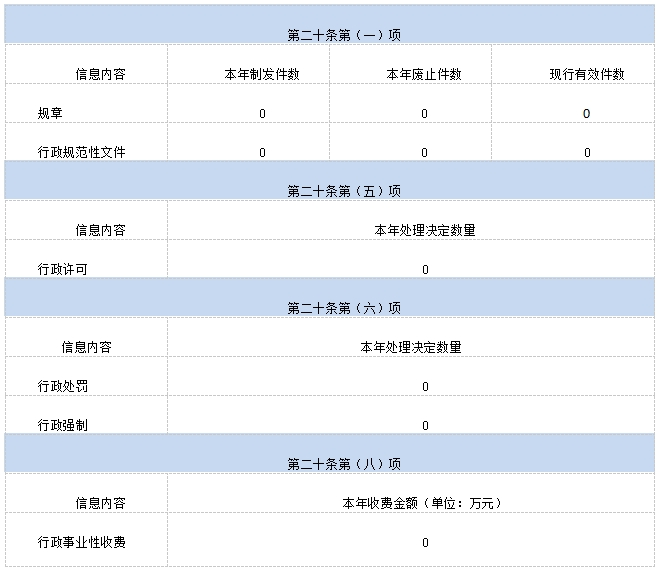 第二十条第（一）项
信息内容 本年制发件数 本年废止件数 现行有效件数
规章 0 0 0
行政规范性文件 0 0 0
第二十条第（五）项
信息内容 本年处理决定数量
行政许可 0
第二十条第（六）项
信息内容 本年处理决定数量
行政处罚 0
行政强制 0
第二十条第（八）项
信息内容 本年收费金额（单位：万元）
行政事业性收费 0